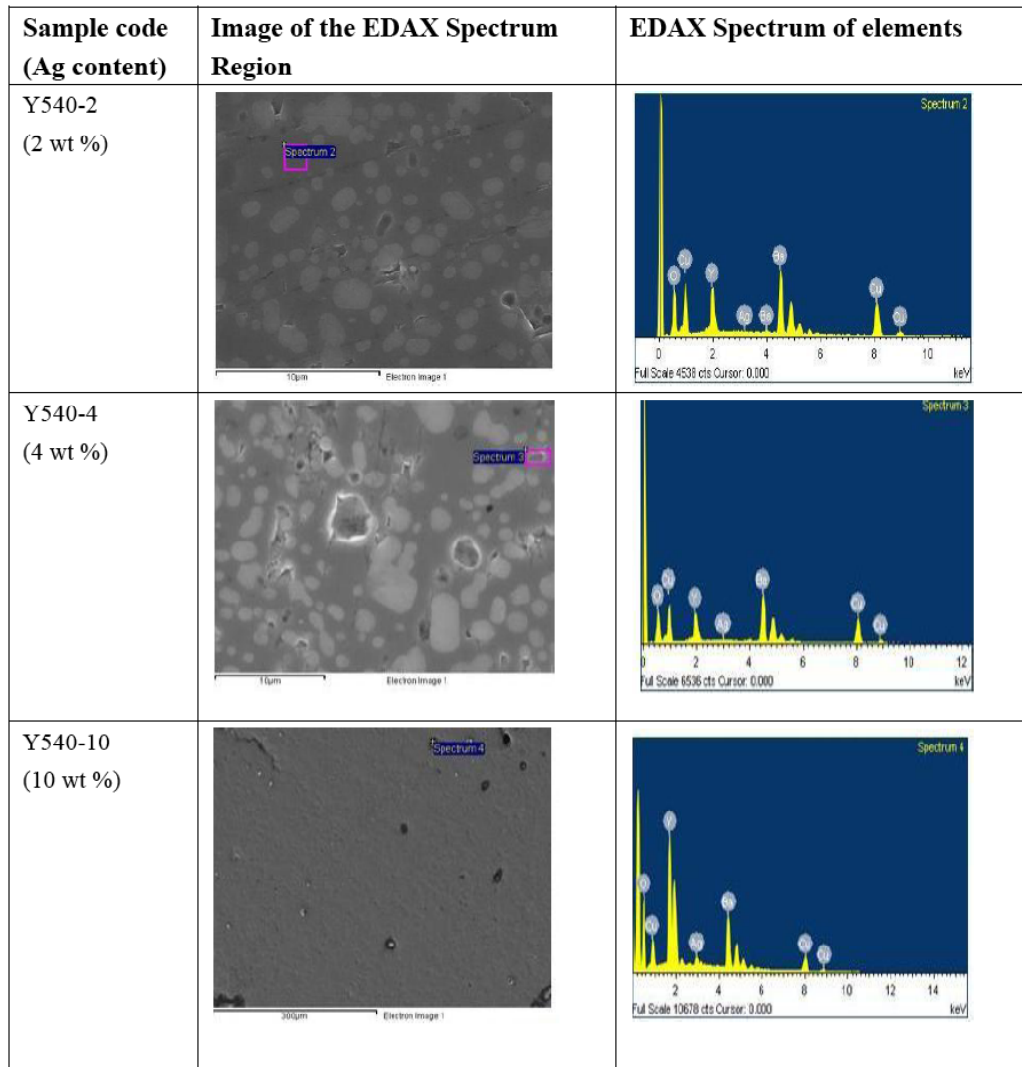 Sample code
(Ag content)
Image of the EDAX Spectrum
Region
EDAX Spectrum of elements
Y540-2
(2 wt %)
Spectrum 2
10µm
Electron Image 1
Spectrum 2
O
Cu
Y
Ag
Ba
Ba
Cu
Cu
0 2 4 6 8 10
Full Scale 4538 cts Cursor: 0.000
keV
Y540-4
(4 wt %)
Spectrum 3
10µm
Electron Image 1
Spectrum 3
O
Cu
Y
Ag
Ba
Cu
Cu
0 2 4 6 8 10 12
Full Scale 6536 cts Cursor: 0.000
keV
Y540-10
(10 wt %)
Spectrum 4
300µm
Electron Image 1
Spectrum 4
O
Cu
Y
Ag
Ba
Cu
Cu
2 4 6 8 10 12 14
Full Scale 10678 cts Cursor: 0.000
keV